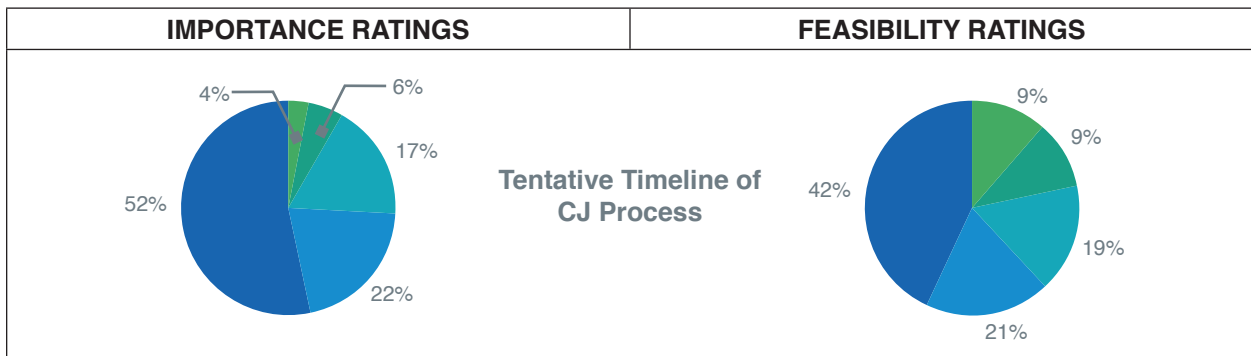 IMPORTANCE RATINGS
FEASIBILITY RATINGS
4%
6%
17%
52%
22%
Tentative Timeline of
CJ Process
9%
9%
42%
19%
21%